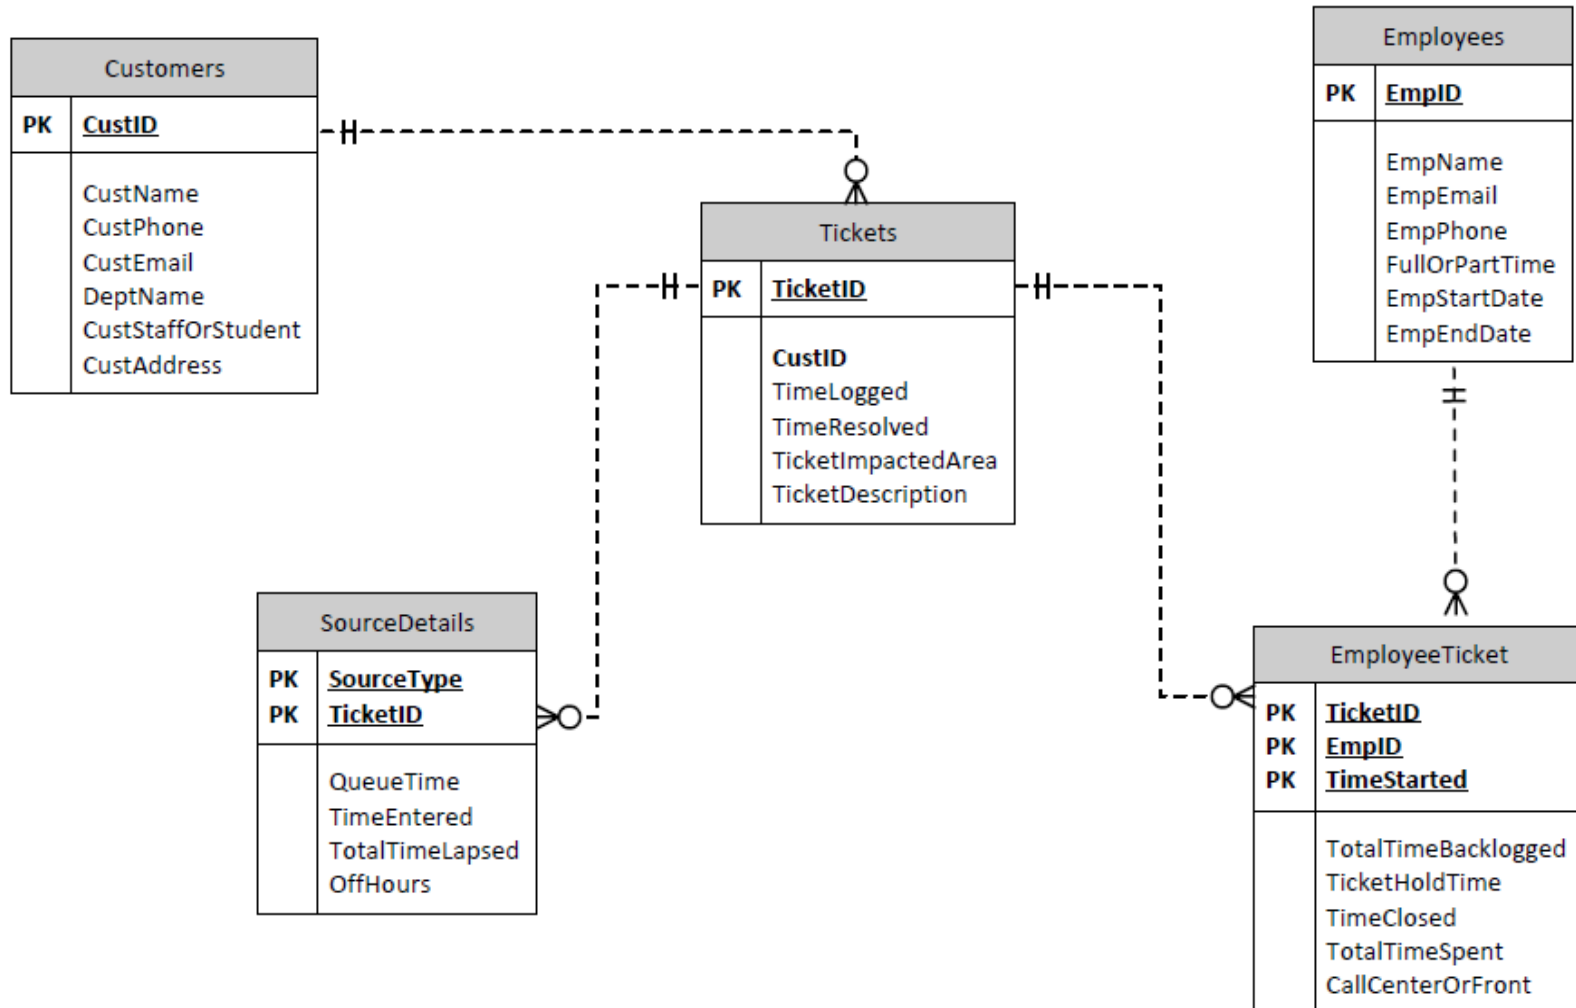 Customers
PK CustID
CustName
CustPhone
CustEmail
DeptName
CustStaffOrStudent
CustAddress
Tickets
PK TicketID
CustID
TimeLogged
TimeResolved
TicketImpactedArea
TicketDescription
Employees
PK EmpID
EmpName
EmpEmail
EmpPhone
FullOrPartTime
EmpStartDate
EmpEndDate
SourceDetails
PK SourceType
PK TicketID
QueueTime
TimeEntered
TotalTimeLapsed
OffHours
EmployeeTicket
PK TicketID
PK EmpID
PK TimeStarted
TotalTimeBacklogged
TicketHoldTime
TimeClosed
TotalTimeSpent
CallCenterOrFront